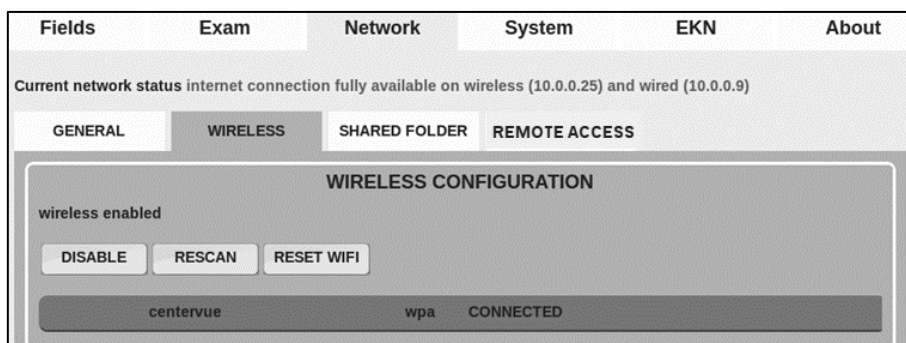 Fields Exam Network System EKN About
Current network status internet connection fully available on wireless (10.0.0.25) and wired (10.0.0.9)
GENERAL WIRELESS SHARED FOLDER REMOTE ACCESS
WIRELESS CONFIGURATION
wireless enabled
DISABLE RESCAN RESET WIFI
centervue wpa CONNECTED